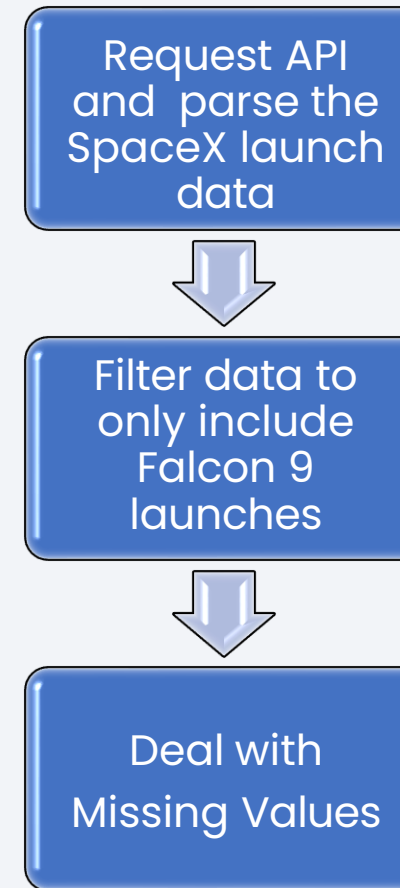 Request API
and parse the
SpaceX launch
data
Filter data to
only include
Falcon 9
launches
Deal with
Missing Values